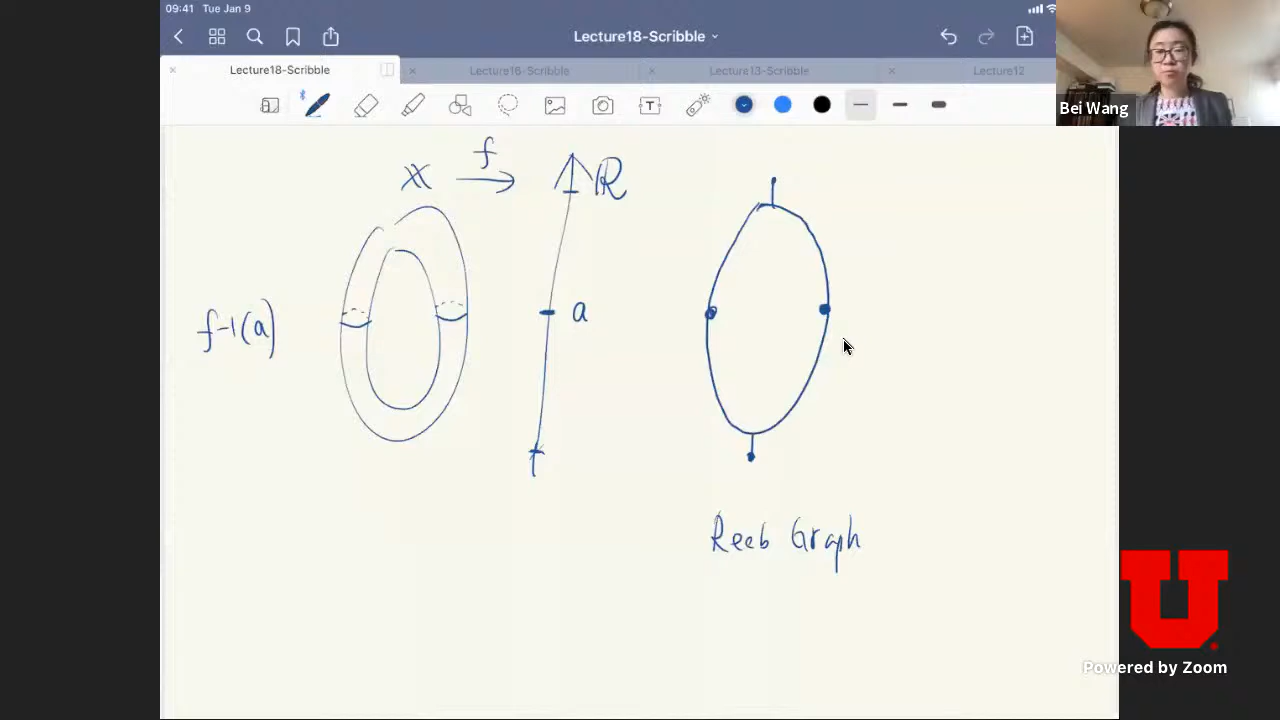 09:41 Tue Jan 9
Lecture18-Scribble
Lecture18-Scribble
Lecture16-Scribble
Lecture13-Scribble
Lecture12
T
Bei Wang
𝕏 f→ ℝ
f-1(a)
a
Reeb Graph
U
Powered by Zoom